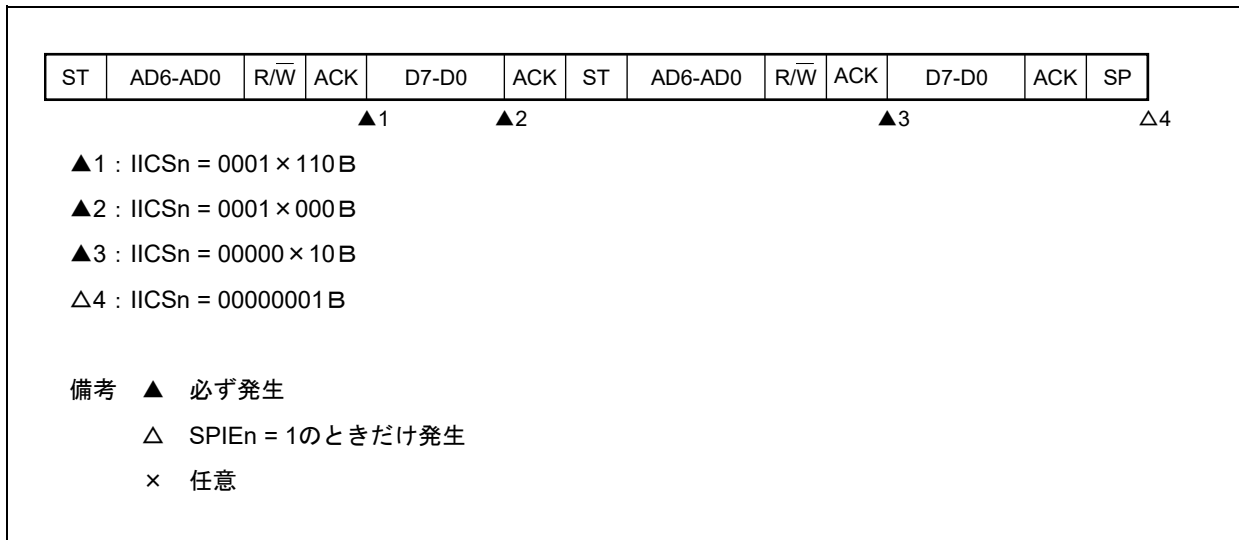 ST AD6-AD0 R/W̅ ACK D7-D0 ACK ST AD6-AD0 R/W̅ ACK D7-D0 ACK SP
▲1 ▲2 ▲3 △4
▲1：IICSn = 0001×110B
▲2：IICSn = 0001×000B
▲3：IICSn = 00000×10B
△4：IICSn = 00000001B
備考 ▲ 必ず発生
△ SPIEn = 1のときだけ発生
× 任意